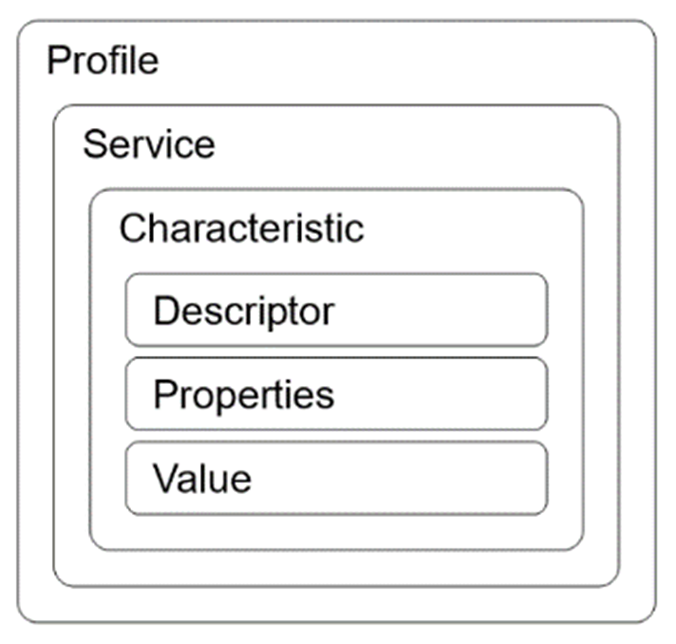 Profile
Service
Characteristic
Descriptor
Properties
Value